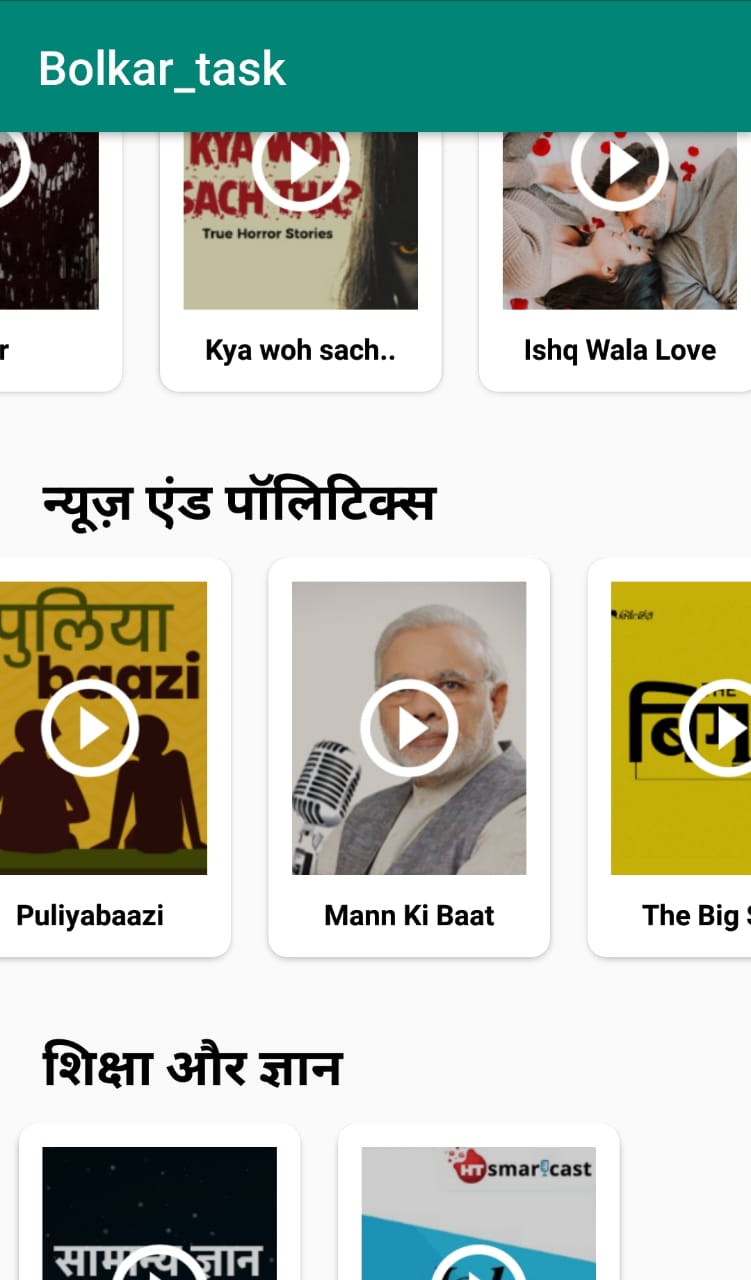 Bolkar_task
KYA WOH
SACH THA?
True Horror Stories
r
Kya woh sach..
Ishq Wala Love
न्यूज़ एंड पॉलिटिक्स
पुलिया
baazi
THE
बिग
Puliyabaazi
Mann Ki Baat
The Big S
शिक्षा और ज्ञान
सामान्य ज्ञान
HT smartcast